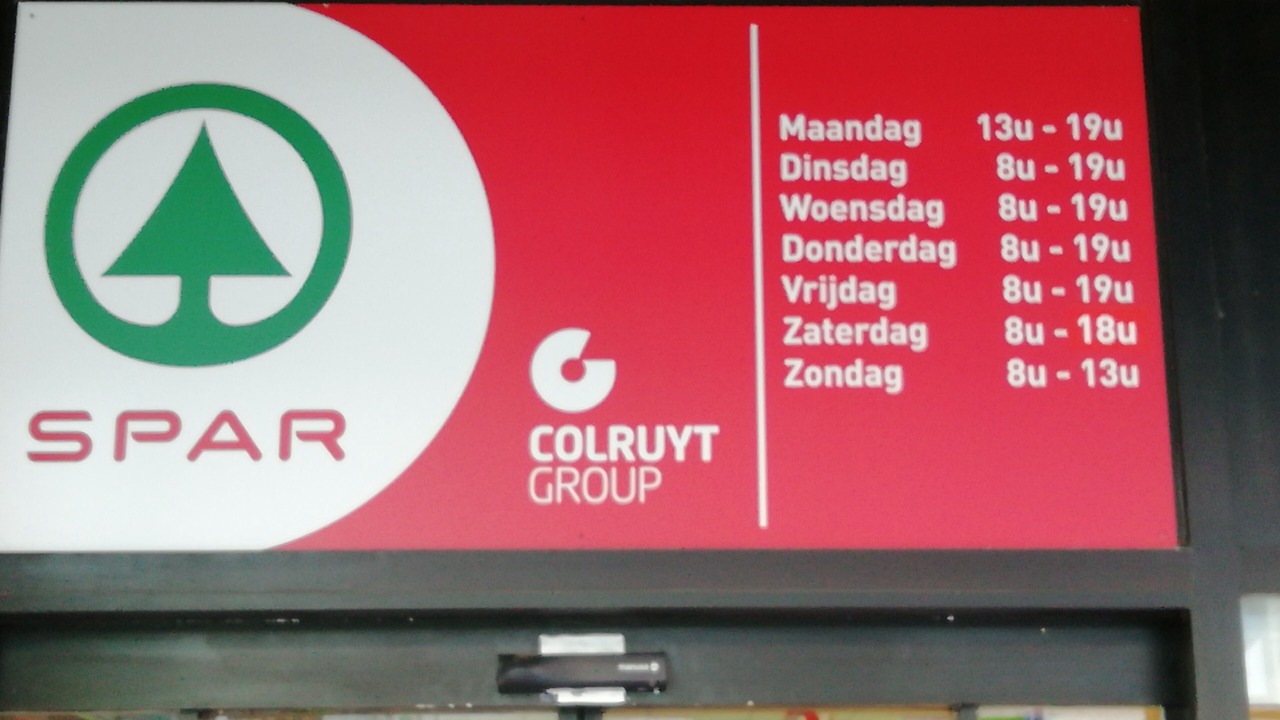 SPAR
COLRUYT
GROUP
Maandag 13u - 19u
Dinsdag 8u - 19u
Woensdag 8u - 19u
Donderdag 8u - 19u
Vrijdag 8u - 19u
Zaterdag 8u - 18u
Zondag 8u - 13u